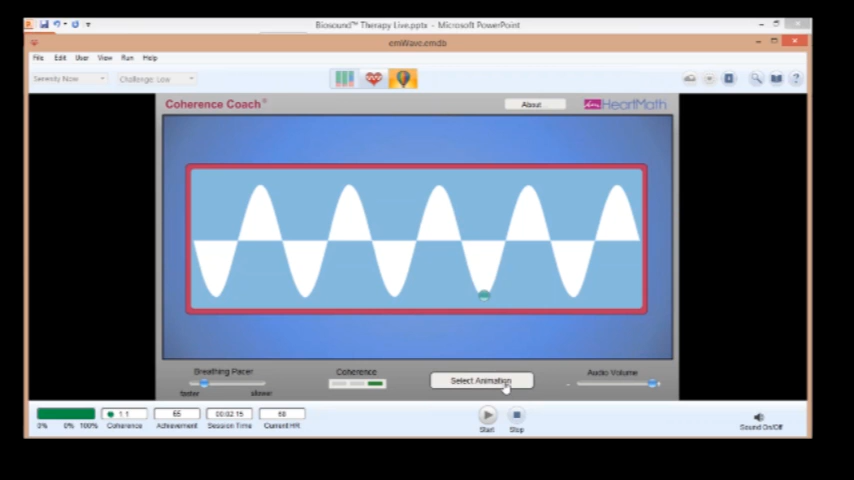 Biosound™ Therapy Live.pptx - Microsoft PowerPoint
emWave.emdb
File Edit User View Run Help
Serenity Now Challenge: Low
Coherence Coach® About... HeartMath
Breathing Pacer Coherence Select Animation Audio Volume
faster slower
1.1 65 00:02:15 68
0% 0% 100% Coherence Achievement Session Time Current HR Start Stop Sound On/Off